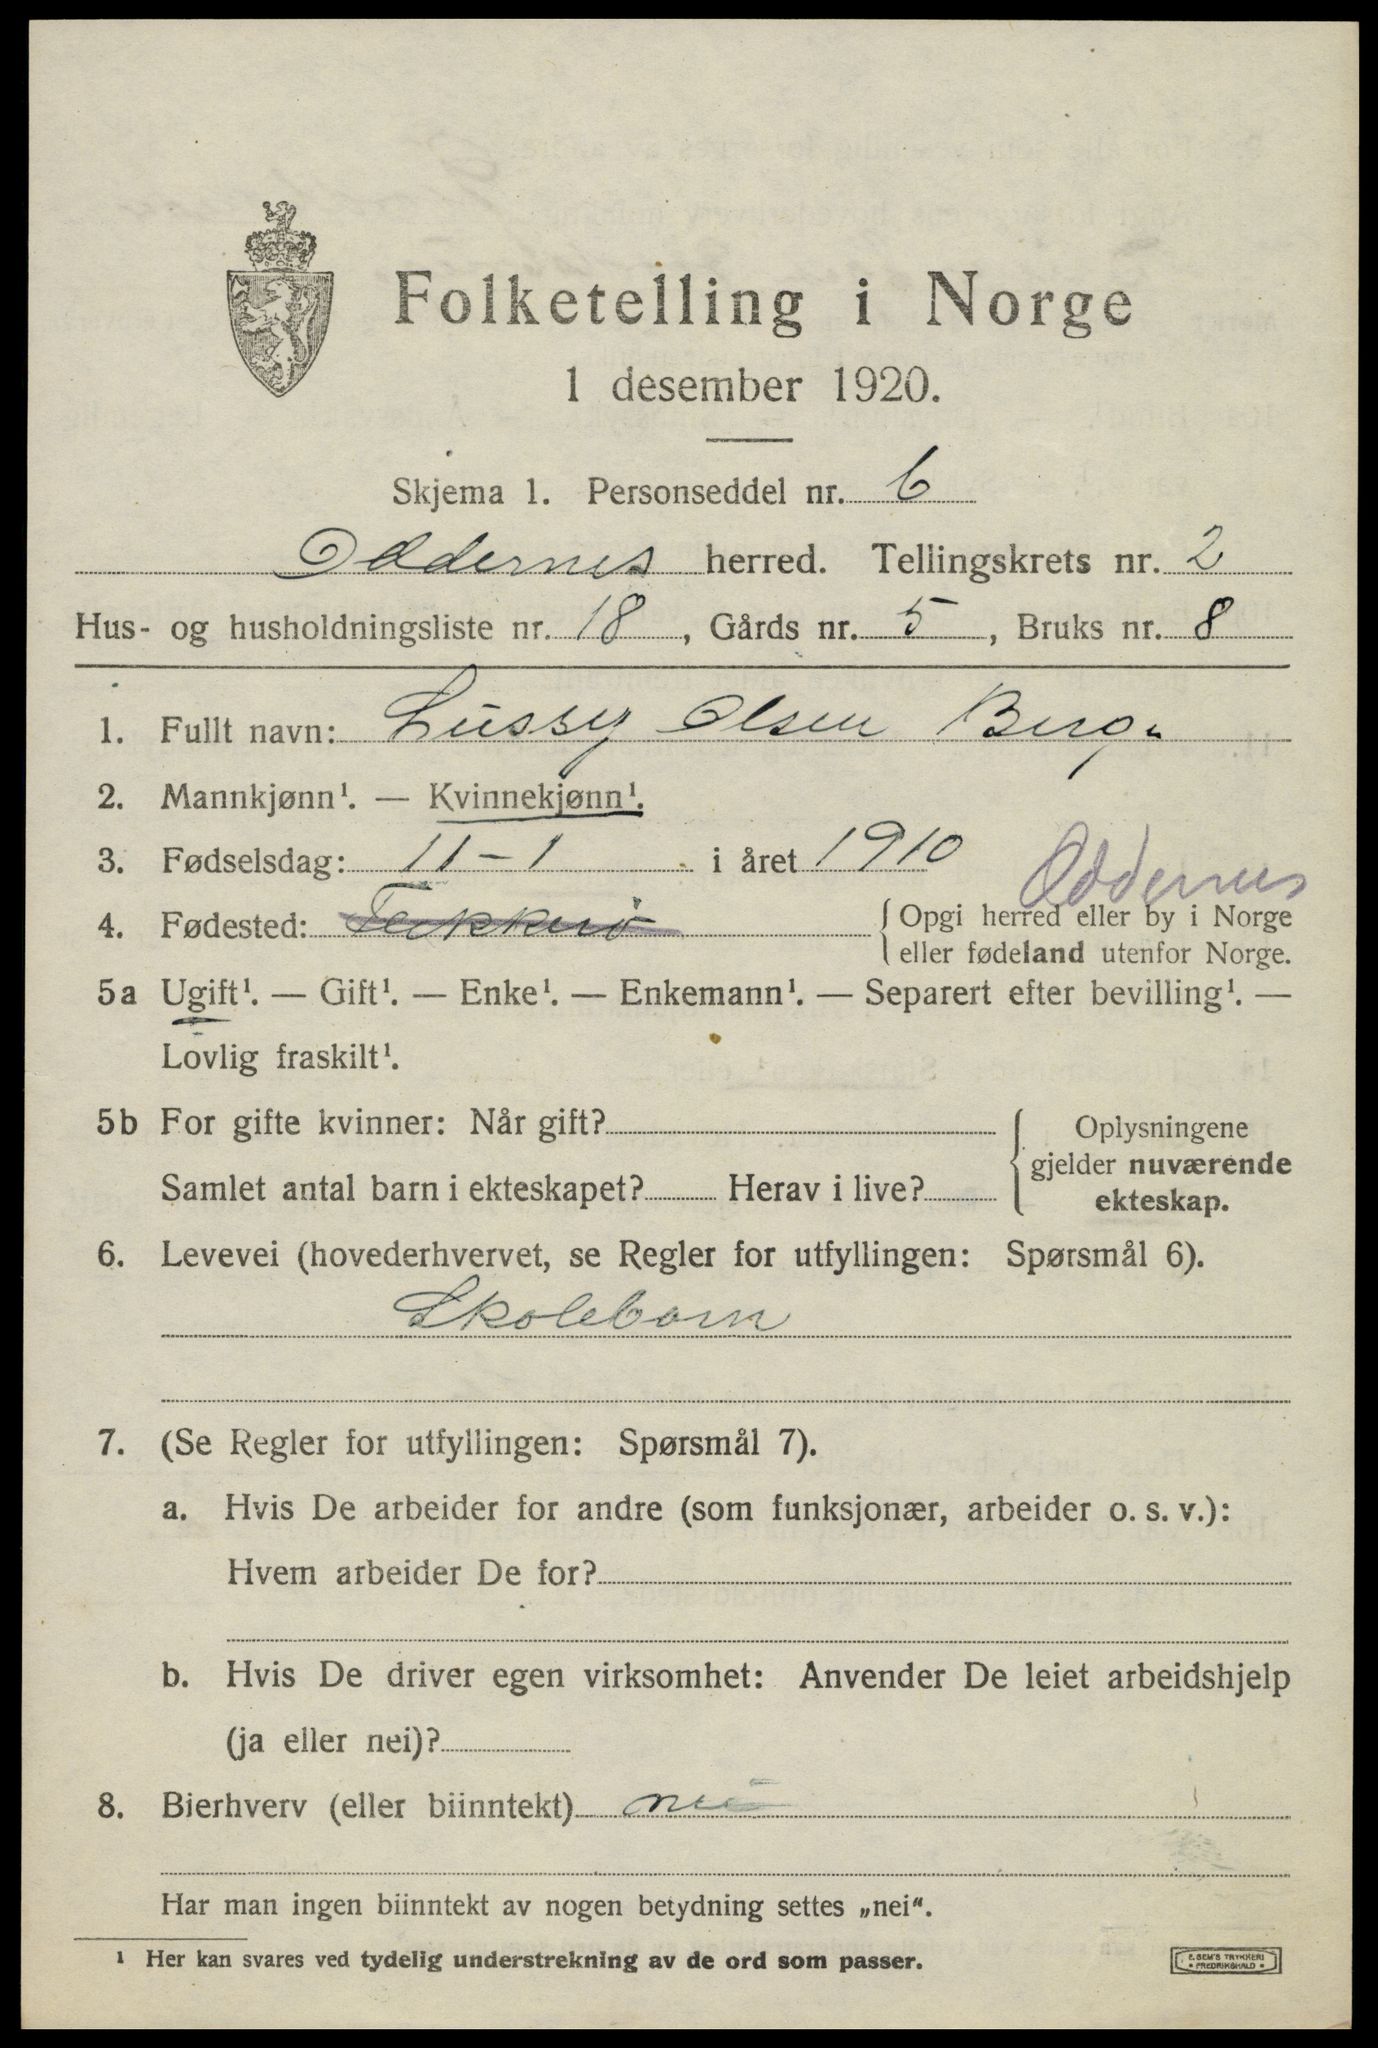 Folketelling i Norge
1 desember 1920.
Skjema 1. Personseddel nr. 6
Oddernes herred. Tellingskrets nr. 2
Hus- og husholdningsliste nr. 18, Gårds nr. 5, Bruks nr. 8
1. Fullt navn: Lussy Olsen Berg.
2. Mannkjønn¹. — Kvinnekjønn¹.
3. Fødselsdag: 11-1 i året 1910
Oddernes
4. Fødested: Flekkerø { Opgi herred eller by i Norge
eller fødeland utenfor Norge.
5a Ugift¹. — Gift¹. — Enke¹. — Enkemann¹. — Separert efter bevilling¹. —
Lovlig fraskilt¹.
5b For gifte kvinner: Når gift?
Samlet antal barn i ekteskapet? Herav i live?
Oplysningene
gjelder nuværende
ekteskap.
6. Levevei (hovederhvervet, se Regler for utfyllingen: Spørsmål 6).
Skolebarn
7. (Se Regler for utfyllingen: Spørsmål 7).
a. Hvis De arbeider for andre (som funksjonær, arbeider o. s. v.):
Hvem arbeider De for?
b. Hvis De driver egen virksomhet: Anvender De leiet arbeidshjelp
(ja eller nei)?
8. Bierhverv (eller biinntekt) nei
Har man ingen biinntekt av nogen betydning settes „nei“.
¹ Her kan svares ved tydelig understrekning av de ord som passer.
E. SEM'S TRYKKERI
• FREDRIKSHALD •